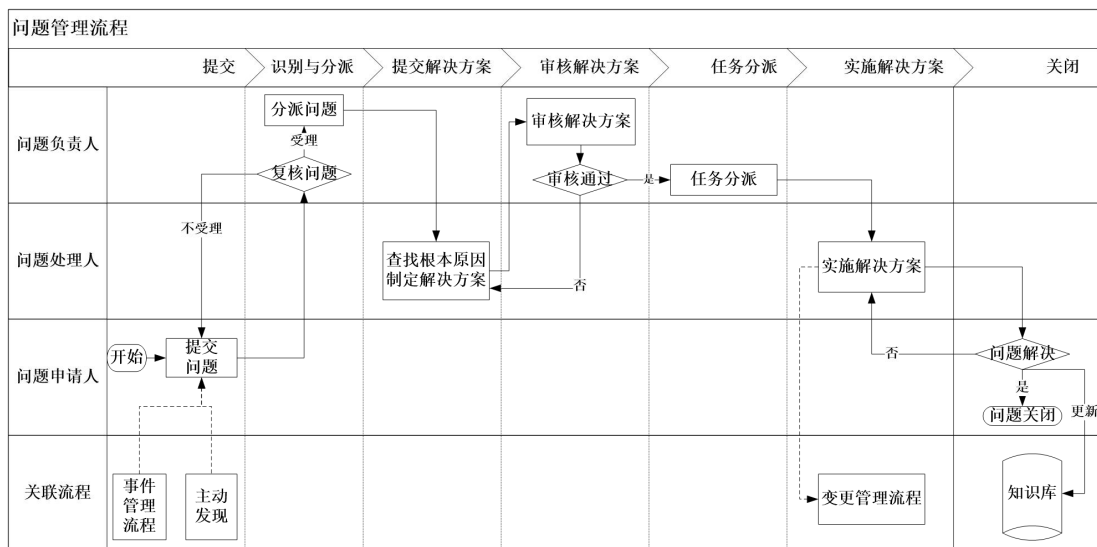 问题管理流程
提交
识别与分派
提交解决方案
审核解决方案
任务分派
实施解决方案
关闭
问题负责人
分派问题
受理
复核问题
审核解决方案
审核通过
是
任务分派
不受理
问题处理人
查找根本原因
制定解决方案
否
实施解决方案
问题申请人
开始
提交
问题
否
问题解决
是
更新
问题关闭
关联流程
事件
管理
流程
主动
发现
变更管理流程
知识库